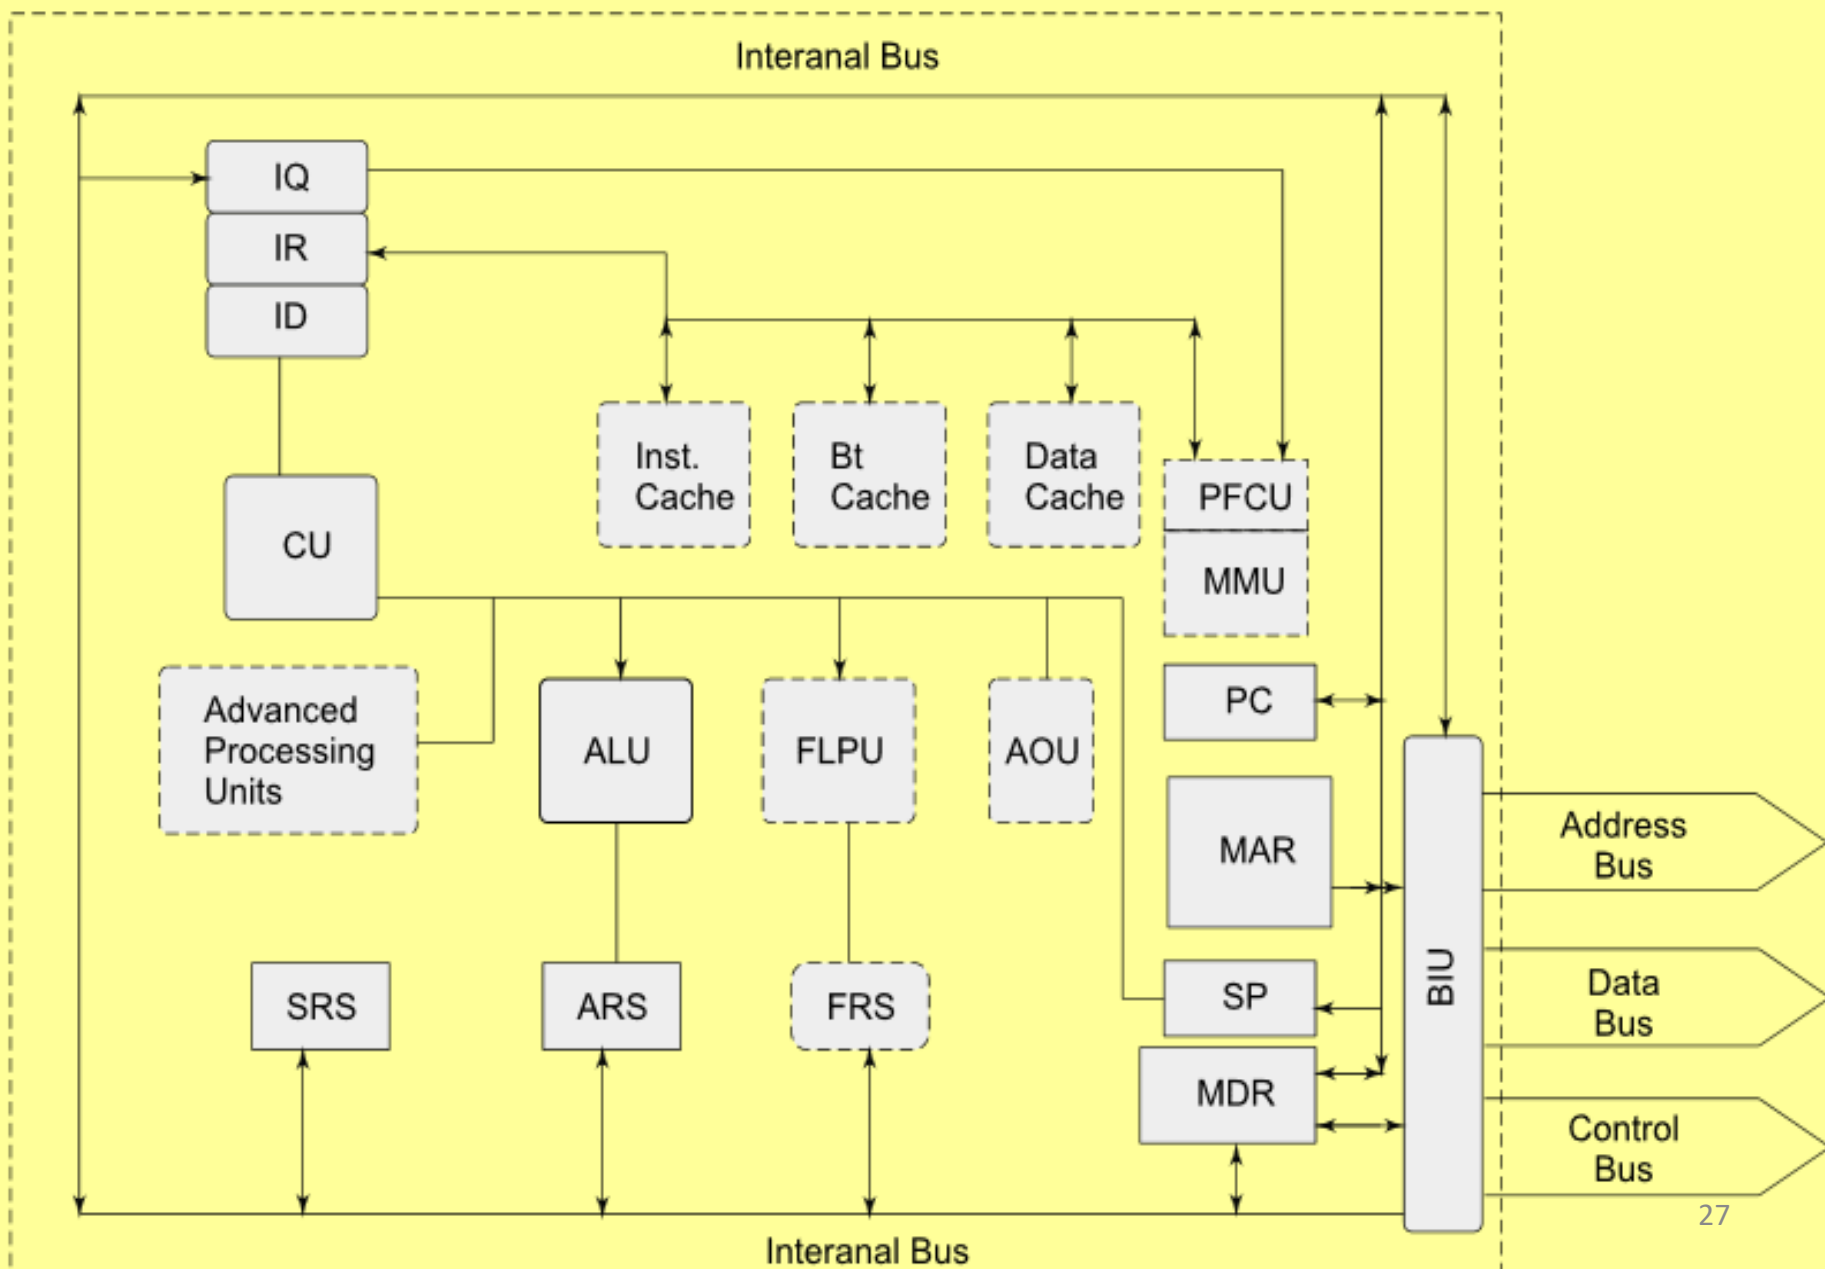 Interanal Bus
IQ
IR
ID
CU
Inst.
Cache
Bt
Cache
Data
Cache
PFCU
MMU
Advanced
Processing
Units
ALU
FLPU
AOU
PC
MAR
SP
MDR
SRS
ARS
FRS
BIU
Address
Bus
Data
Bus
Control
Bus
27
Interanal Bus